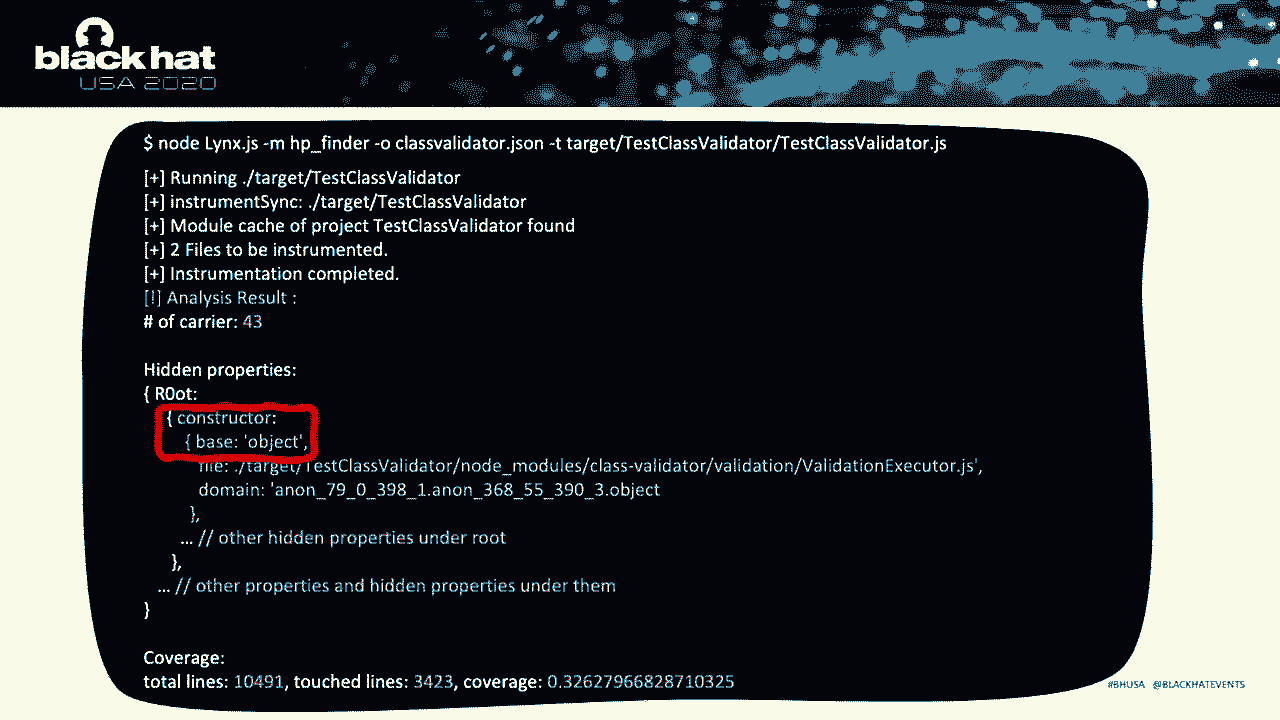 black hat
USA 2020
$ node Lynx.js -m hp_finder -o classvalidator.json -t target/TestClassValidator/TestClassValidator.js
[+] Running ./target/TestClassValidator
[+] instrumentSync: ./target/TestClassValidator
[+] Module cache of project TestClassValidator found
[+] 2 Files to be instrumented.
[+] Instrumentation completed.
[!] Analysis Result :
# of carrier: 43
Hidden properties:
{ R0ot:
{ constructor:
{ base: 'object',
file: ./target/TestClassValidator/node_modules/class-validator/validation/ValidationExecutor.js',
domain: 'anon_79_0_398_1.anon_368_55_390_3.object
},
... // other hidden properties under root
},
... // other properties and hidden properties under them
}
Coverage:
total lines: 10491, touched lines: 3423, coverage: 0.32627966828710325
#BHUSA @BLACKHATEVENTS